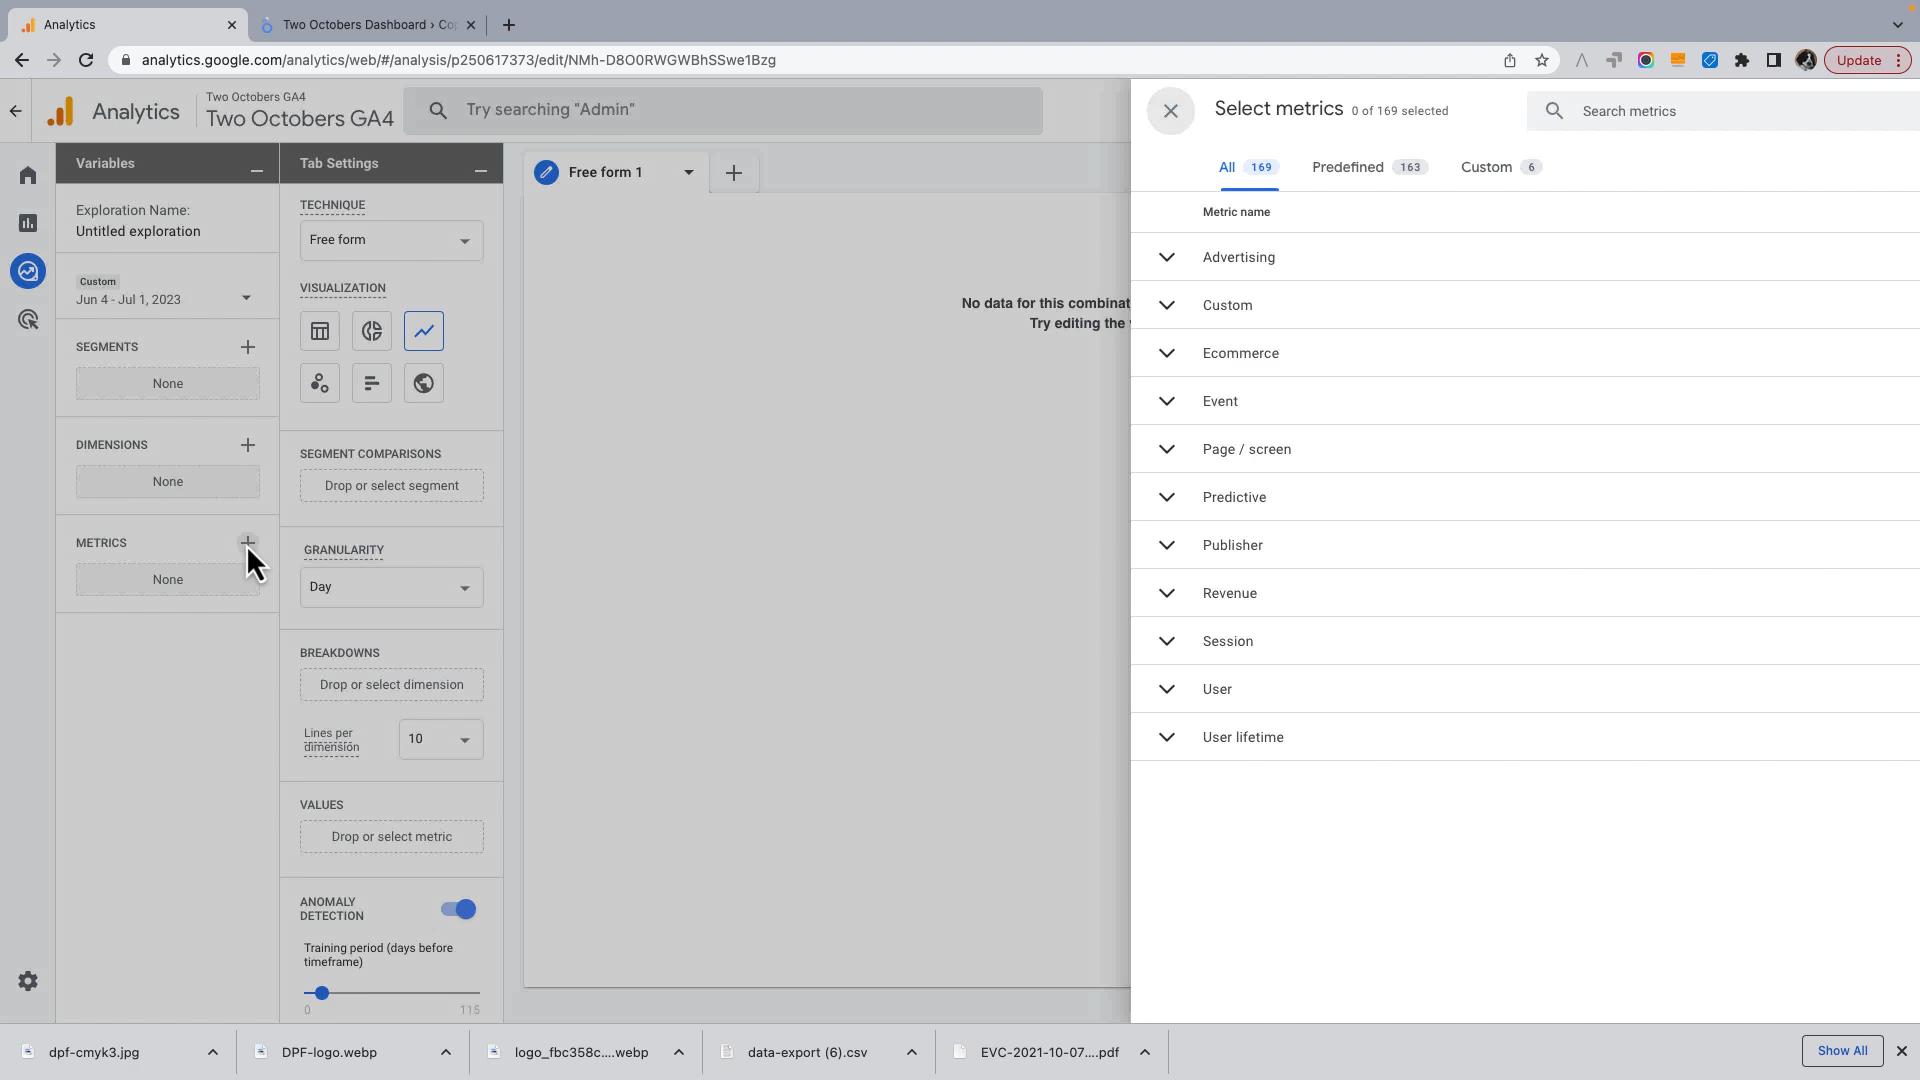 Analytics
Two Octobers Dashboard › Co
analytics.google.com/analytics/web/#/analysis/p250617373/edit/NMh-D8O0RWGWBhSSwe1Bzg
Update
Analytics
Two Octobers GA4
Two Octobers GA4
Try searching "Admin"
Variables
Exploration Name:
Untitled exploration
Custom
Jun 4 - Jul 1, 2023
SEGMENTS
None
DIMENSIONS
None
METRICS
None
Tab Settings
TECHNIQUE
Free form
VISUALIZATION
SEGMENT COMPARISONS
Drop or select segment
GRANULARITY
Day
BREAKDOWNS
Drop or select dimension
Lines per
dimension
10
VALUES
Drop or select metric
ANOMALY
DETECTION
Training period (days before
timeframe)
0 115
Free form 1
No data for this combinat
Try editing the
Select metrics 0 of 169 selected
Search metrics
All 169 Predefined 163 Custom 6
Metric name
Advertising
Custom
Ecommerce
Event
Page / screen
Predictive
Publisher
Revenue
Session
User
User lifetime
dpf-cmyk3.jpg
DPF-logo.webp
logo_fbc358c....webp
data-export (6).csv
EVC-2021-10-07....pdf
Show All